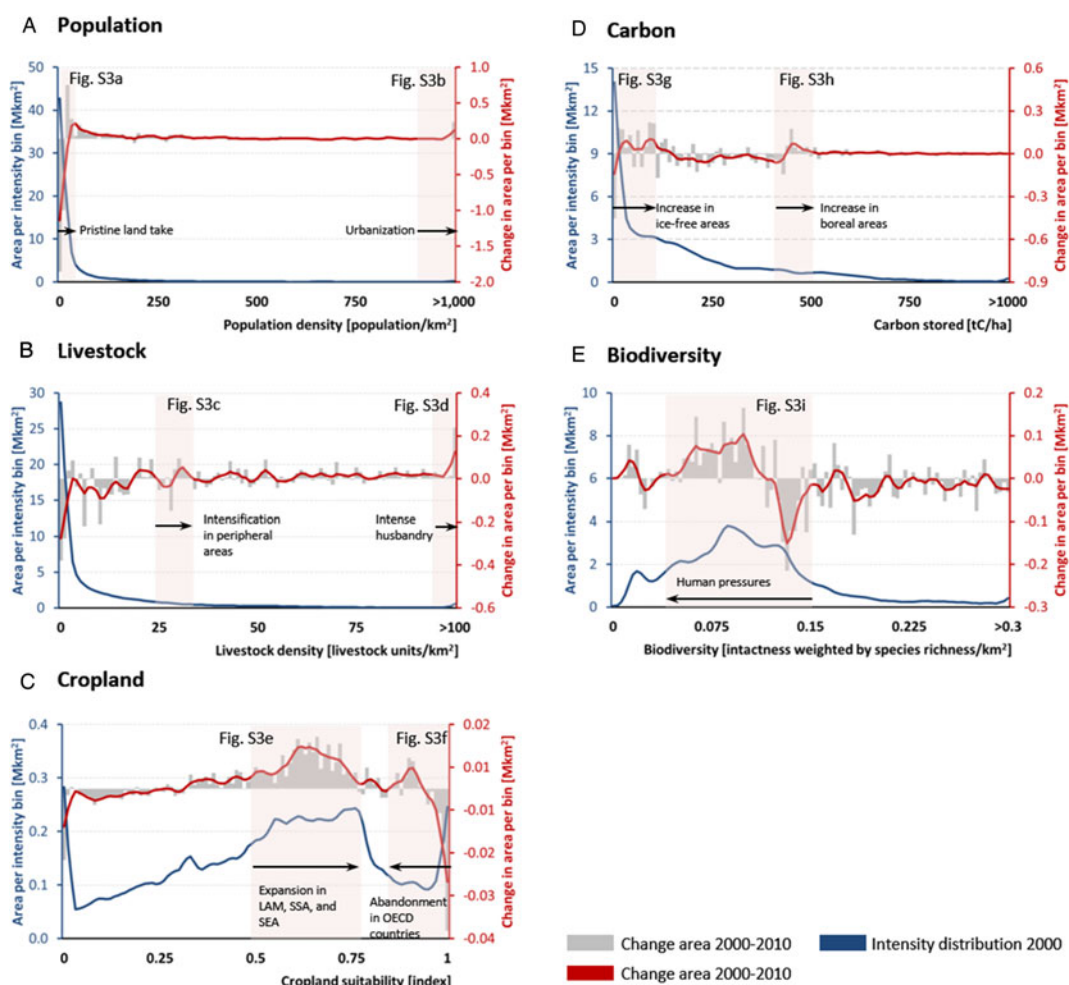 A Population
Area per intensity bin [Mkm²]
50
40
30
20
10
0
Fig. S3a
Fig. S3b
Pristine land take
Urbanization
1.0
0.5
0.0
-0.5
-1.0
-1.5
-2.0
Change in area per bin [Mkm²]
0 250 500 750 >1,000
Population density [population/km²]
B Livestock
Area per intensity bin [Mkm²]
30
25
20
15
10
5
0
Fig. S3c
Fig. S3d
Intensification
in peripheral
areas
Intense
husbandry
0.4
0.2
0.0
-0.2
-0.4
-0.6
Change in area per bin [Mkm²]
0 25 50 75 >100
Livestock density [livestock units/km²]
C Cropland
Area per intensity bin [Mkm²]
0.4
0.3
0.2
0.1
0.0
Fig. S3e
Fig. S3f
Expansion in
LAM, SSA, and
SEA
Abandonment
in OECD
countries
0.02
0.01
-0.01
-0.02
-0.03
-0.04
Change in area per bin [Mkm²]
0 0.25 0.5 0.75 1
Cropland suitability [index]
D Carbon
Area per intensity bin [Mkm²]
15
12
9
6
3
0
Fig. S3g
Fig. S3h
Increase in
ice-free areas
Increase in
boreal areas
0.6
0.3
0.0
-0.3
-0.6
-0.9
Change in area per bin [Mkm²]
0 250 500 750 >1000
Carbon stored [tC/ha]
E Biodiversity
Area per intensity bin [Mkm²]
10
8
6
4
2
0
Fig. S3i
Human pressures
0.2
0.1
0.0
-0.1
-0.2
-0.3
Change in area per bin [Mkm²]
0 0.075 0.15 0.225 >0.3
Biodiversity [intactness weighted by species richness/km²]
Change area 2000-2010
Intensity distribution 2000
Change area 2000-2010